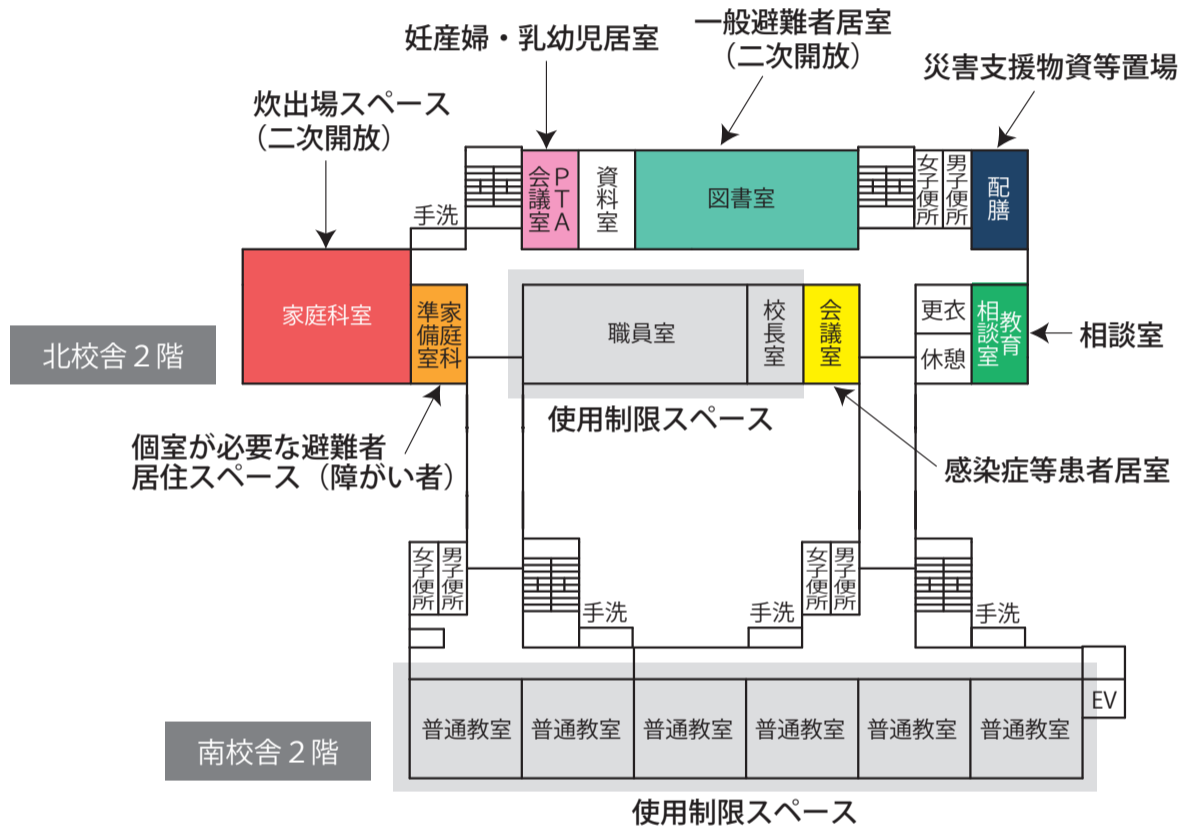 妊産婦・乳幼児居室
一般避難者居室
（二次開放）
災害支援物資等置場
炊出場スペース
（二次開放）
手洗
PTA
会議室
資料室
図書室
女子便所
男子便所
配膳
家庭科室
家庭科
準備室
職員室
校長室
会議室
更衣
休憩
教育
相談室
相談室
北校舎２階
使用制限スペース
個室が必要な避難者
居住スペース（障がい者）
感染症等患者居室
女子便所
男子便所
手洗
手洗
女子便所
男子便所
手洗
普通教室
普通教室
普通教室
普通教室
普通教室
普通教室
EV
南校舎２階
使用制限スペース